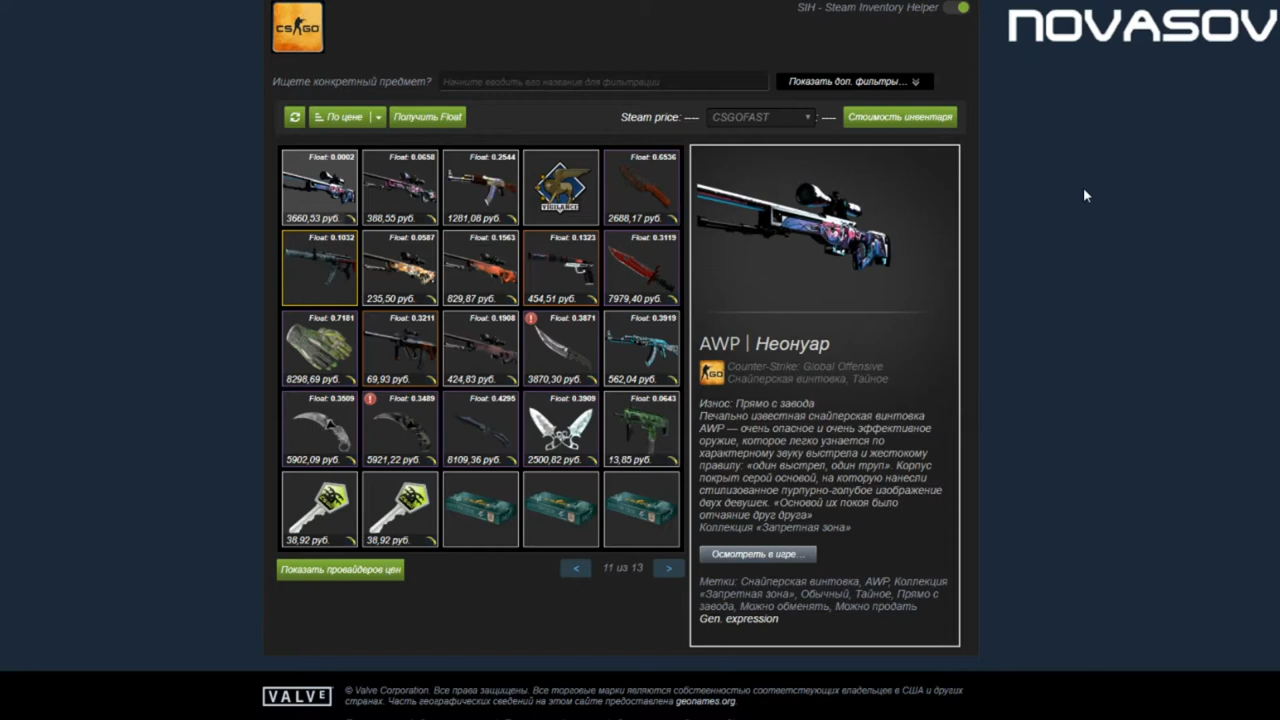 SIH - Steam Inventory Helper
NOVASOV
CS GO
Ищете конкретный предмет?
Начните вводить его название для фильтрации
Показать доп. фильтры...
По цене
Получить Float
Steam price: ----
CSGOFAST
: ----
Стоимость инвентаря
Float: 0.0002
Float: 0.0658
Float: 0.2544
VIGILANCE
Float: 0.6536
3660,53 руб.
388,55 руб.
1281,08 руб.
2688,17 руб.
Float: 0.1032
Float: 0.0587
Float: 0.1563
Float: 0.1323
Float: 0.3119
235,50 руб.
829,87 руб.
454,51 руб.
7979,40 руб.
Float: 0.7181
Float: 0.3211
Float: 0.1908
Float: 0.3871
Float: 0.3919
8298,69 руб.
69,93 руб.
424,83 руб.
3870,30 руб.
562,04 руб.
Float: 0.3509
Float: 0.3489
Float: 0.4295
Float: 0.3909
Float: 0.0643
5902,09 руб.
5921,22 руб.
8109,36 руб.
2500,82 руб.
13,85 руб.
38,92 руб.
38,92 руб.
Показать провайдеров цен
<
11 из 13
>
AWP | Неонуар
GO
Counter-Strike: Global Offensive
Снайперская винтовка, Тайное
Износ: Прямо с завода
Печально известная снайперская винтовка
AWP — очень опасное и очень эффективное
оружие, которое легко узнается по
характерному звуку выстрела и жестокому
правилу: «один выстрел, один труп». Корпус
покрыт серой основой, на которую нанесли
стилизованное пурпурно-голубое изображение
двух девушек. «Основой их покоя было
отчаяние друг друга»
Коллекция «Запретная зона»
Осмотреть в игре...
Метки: Снайперская винтовка, AWP, Коллекция
«Запретная зона», Обычный, Тайное, Прямо с
завода, Можно обменять, Можно продать
Gen. expression
VALVE
© Valve Corporation. Все права защищены. Все торговые марки являются собственностью соответствующих владельцев в США и других
странах. Часть географических сведений на этом сайте предоставлена geonames.org.